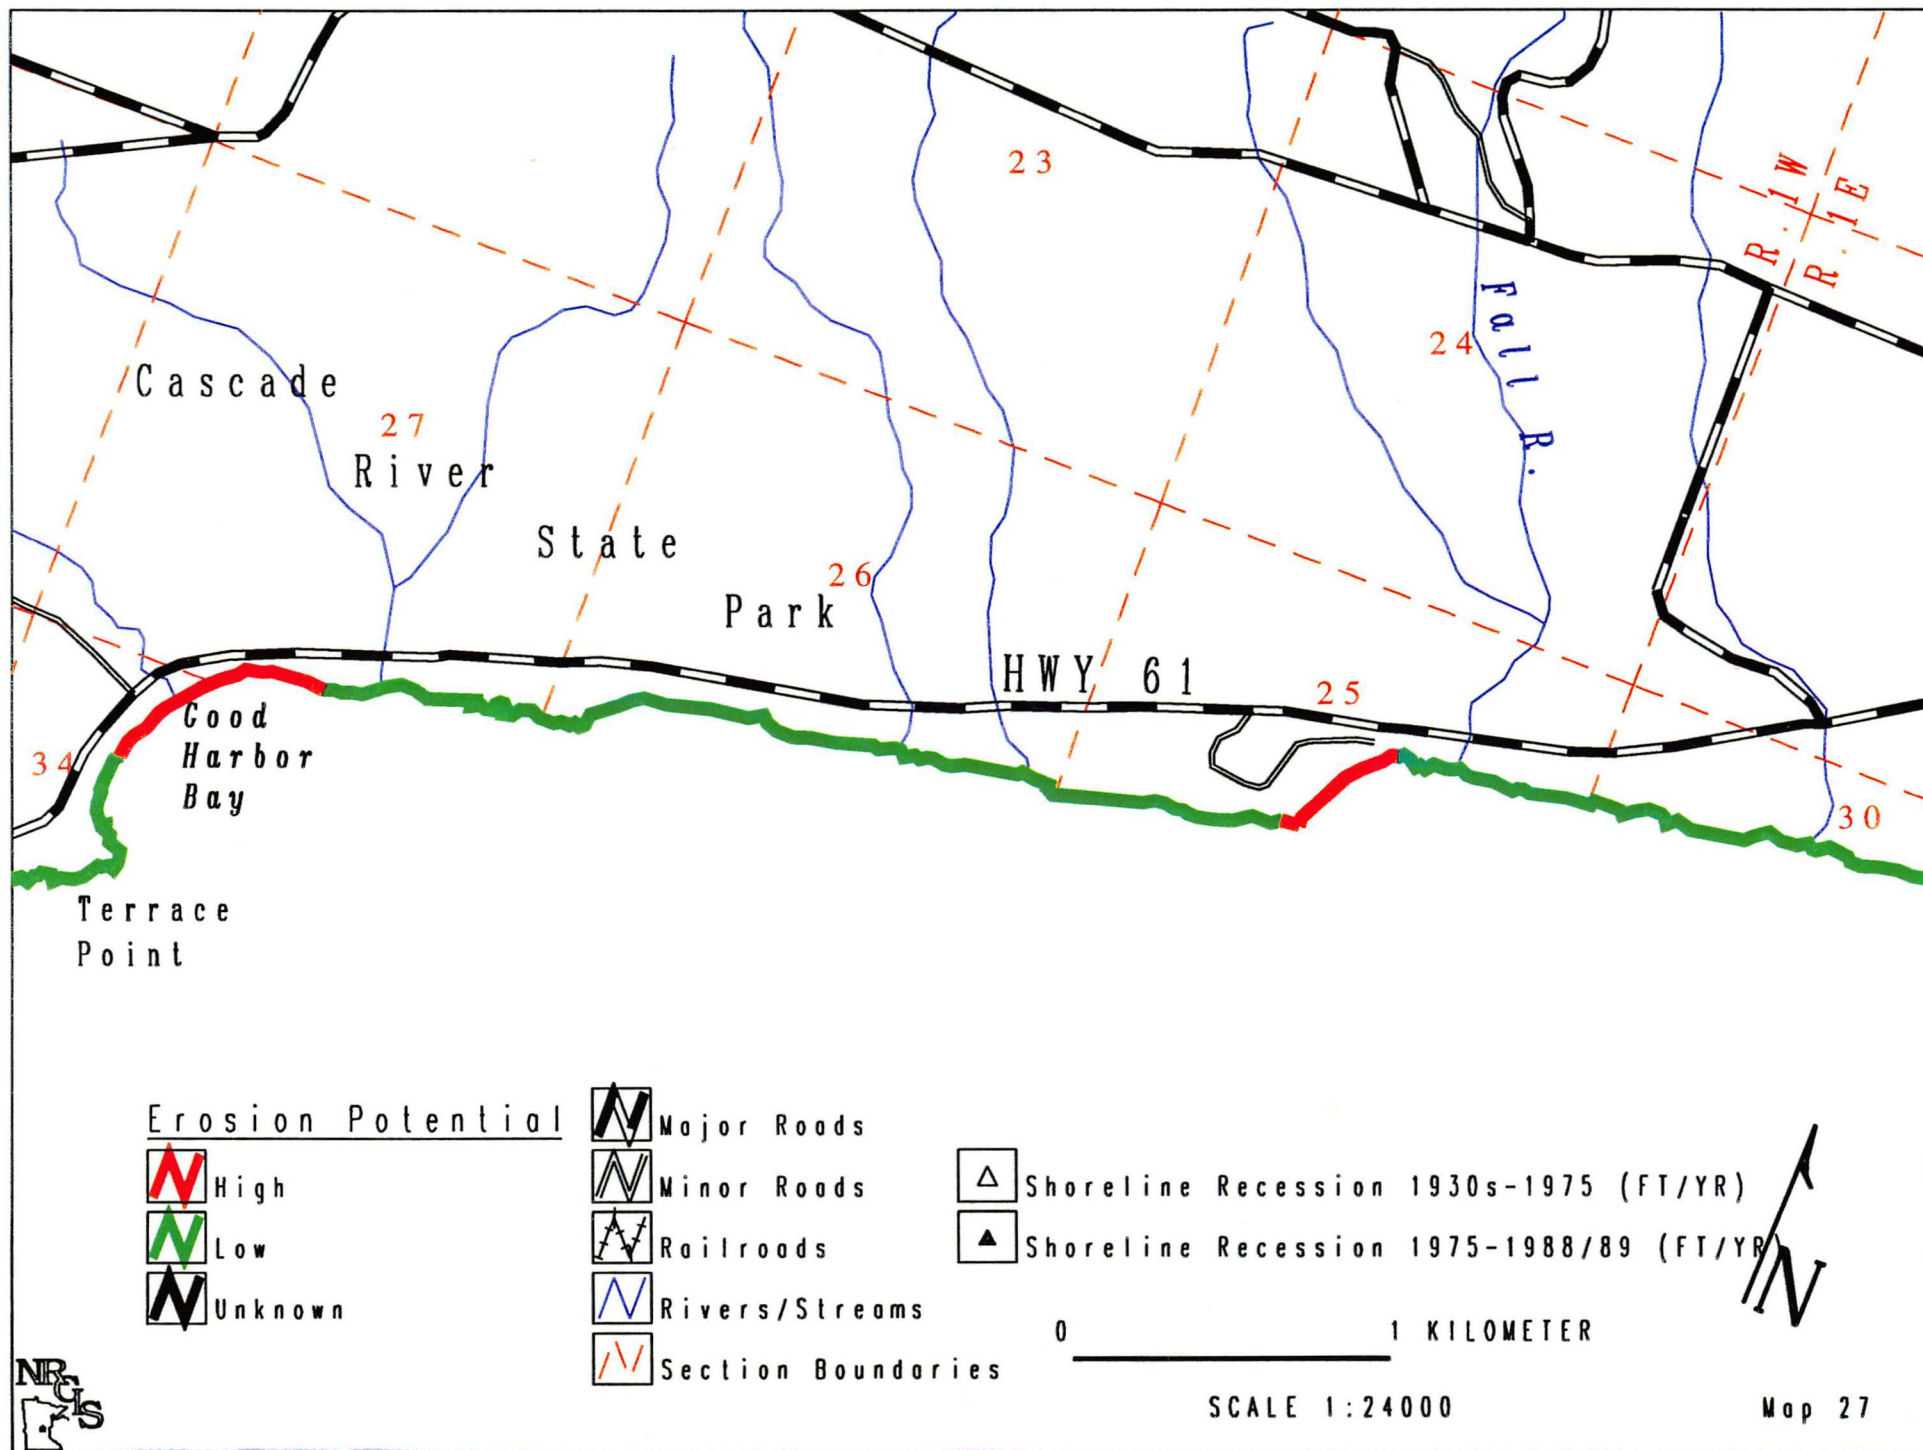 23
R. 1W
R. 1E
24
Fall R.
Cascade
27
River
State
26
Park
HWY 61
25
Good
Harbor
Bay
34
30
Terrace
Point
Erosion Potential
High
Low
Unknown
Major Roads
Minor Roads
Railroads
Rivers/Streams
Section Boundaries
Shoreline Recession 1930s-1975 (FT/YR)
Shoreline Recession 1975-1988/89 (FT/YR)
N
0 1 KILOMETER
SCALE 1:24000
Map 27
NRGIS